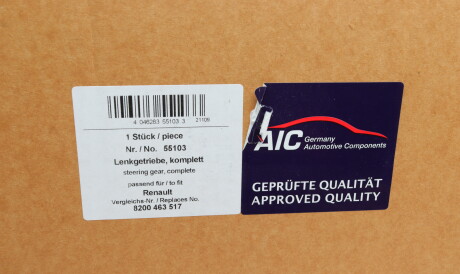 4 046283 55103 3 21109
1 Stück / piece
Nr. / No. 55103
Lenkgetriebe, komplett
steering gear, complete
passend für / to fit
Renault
Vergleichs-Nr. / Replaces No.
8200 463 517
AIC Germany
Automotive Components
GEPRÜFTE QUALITÄT
APPROVED QUALITY